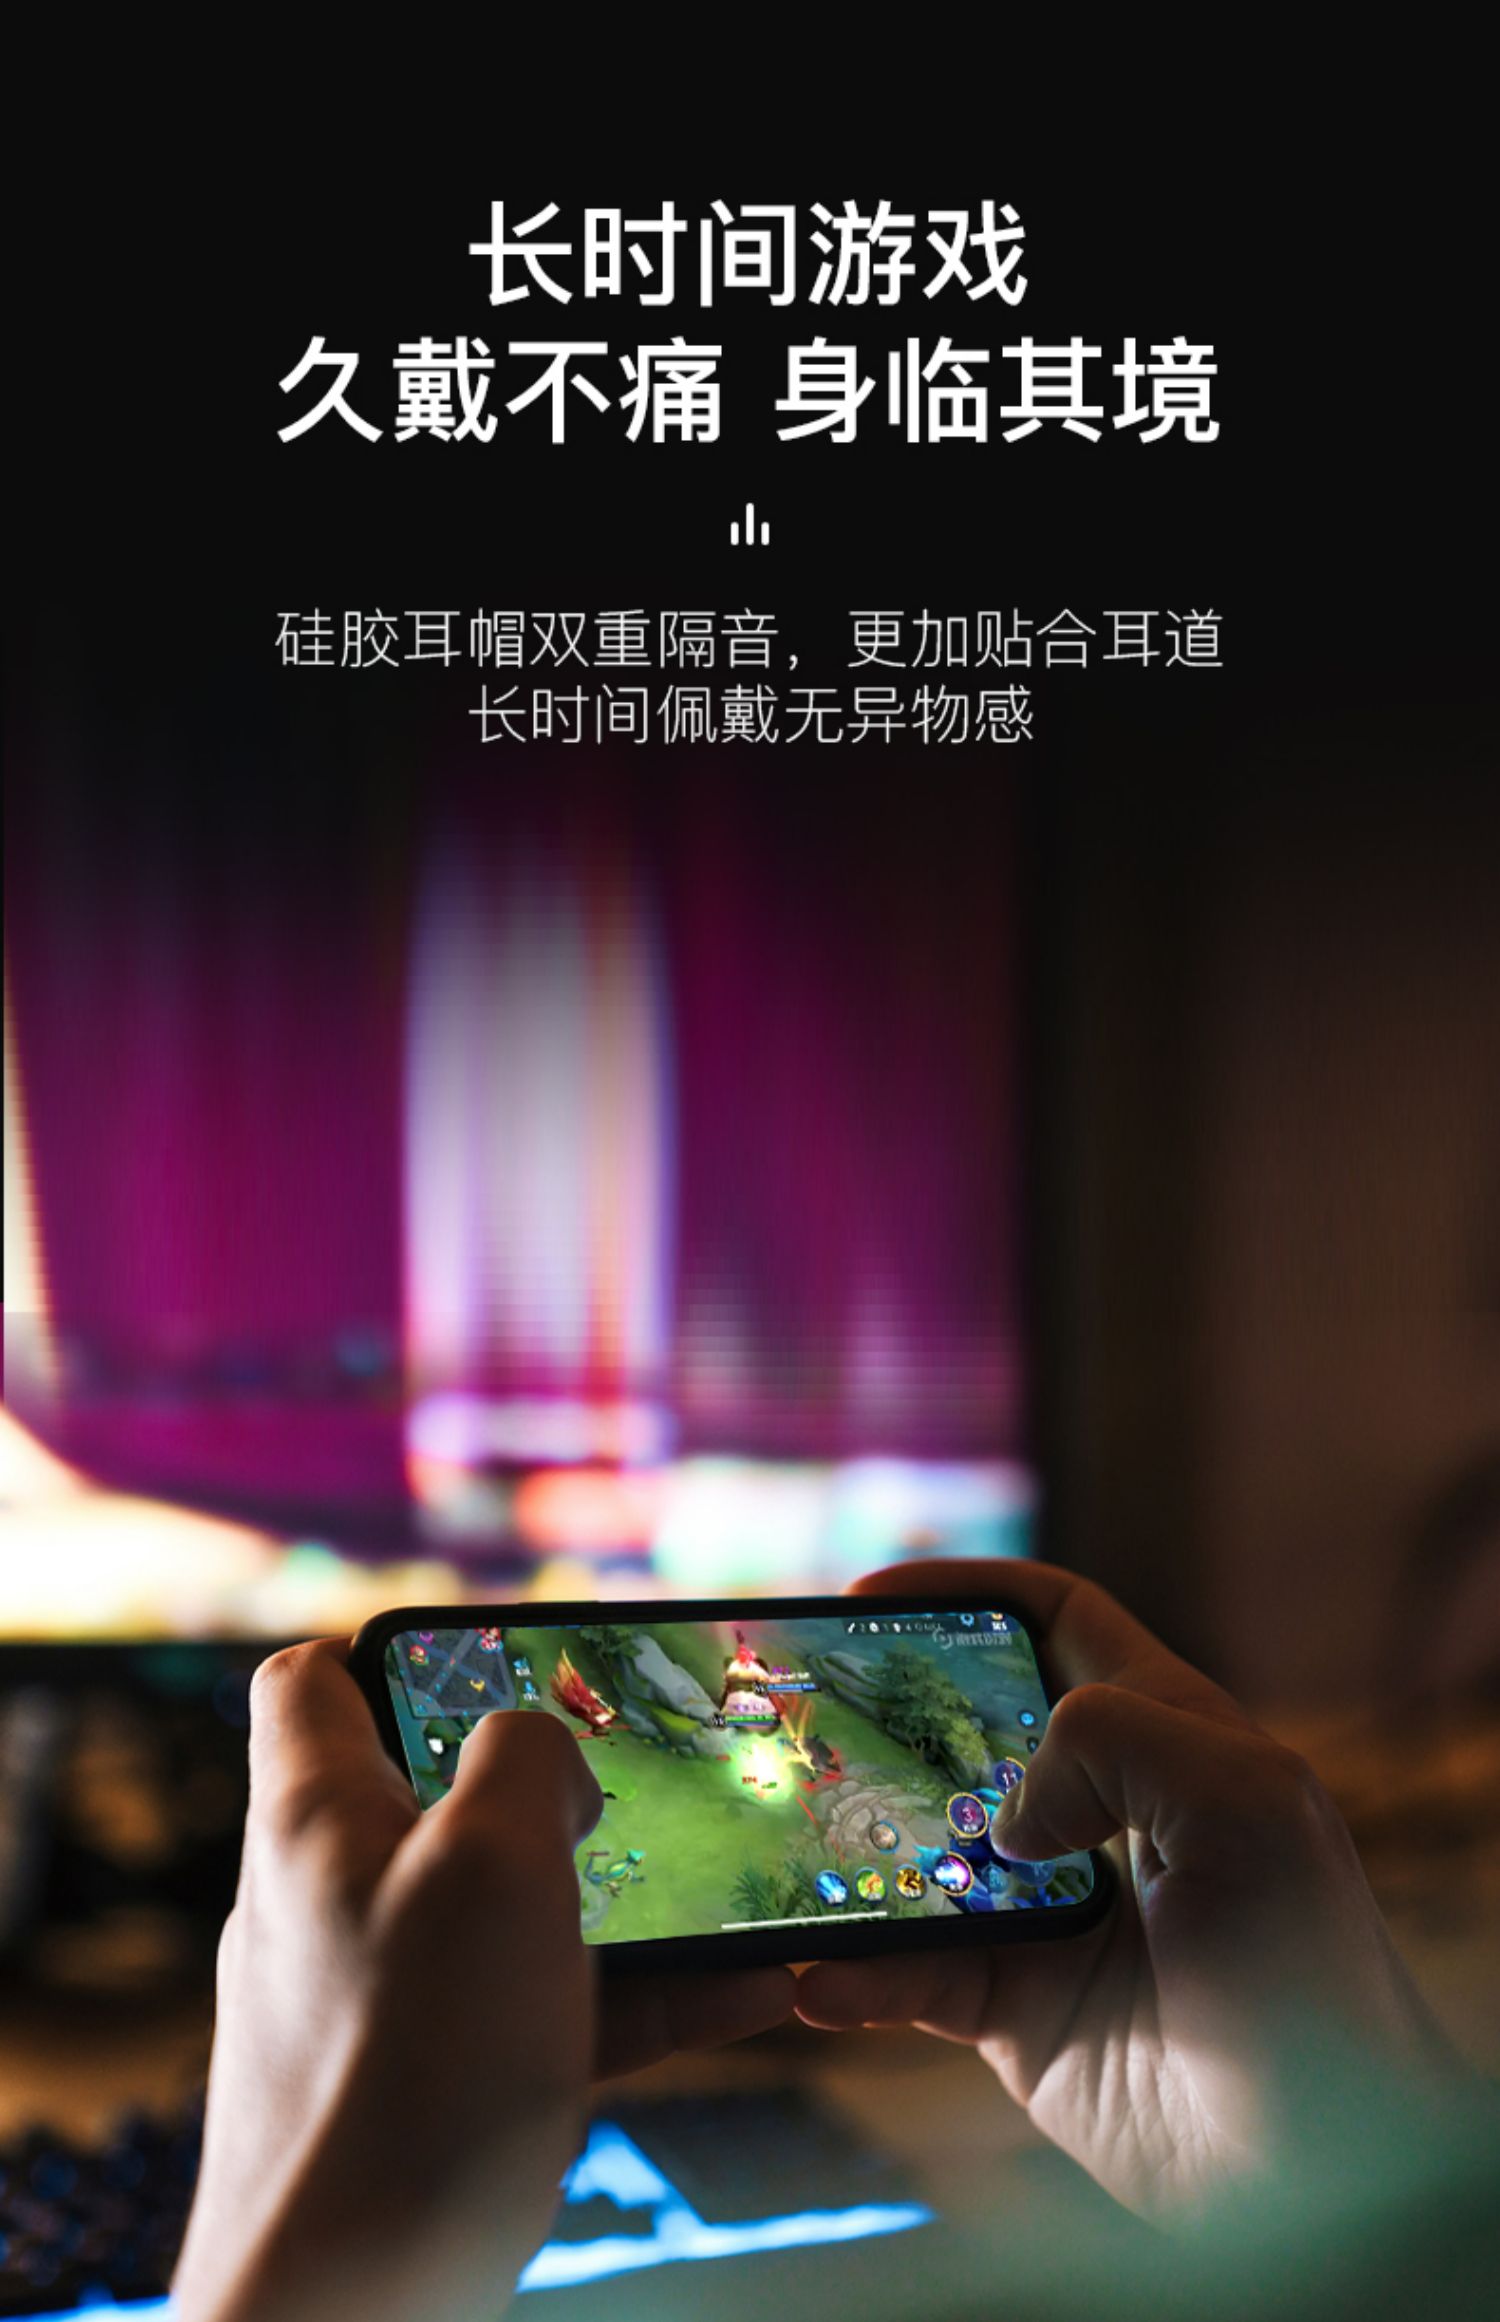 长时间游戏
久戴不痛 身临其境
硅胶耳帽双重隔音，更加贴合耳道
长时间佩戴无异物感